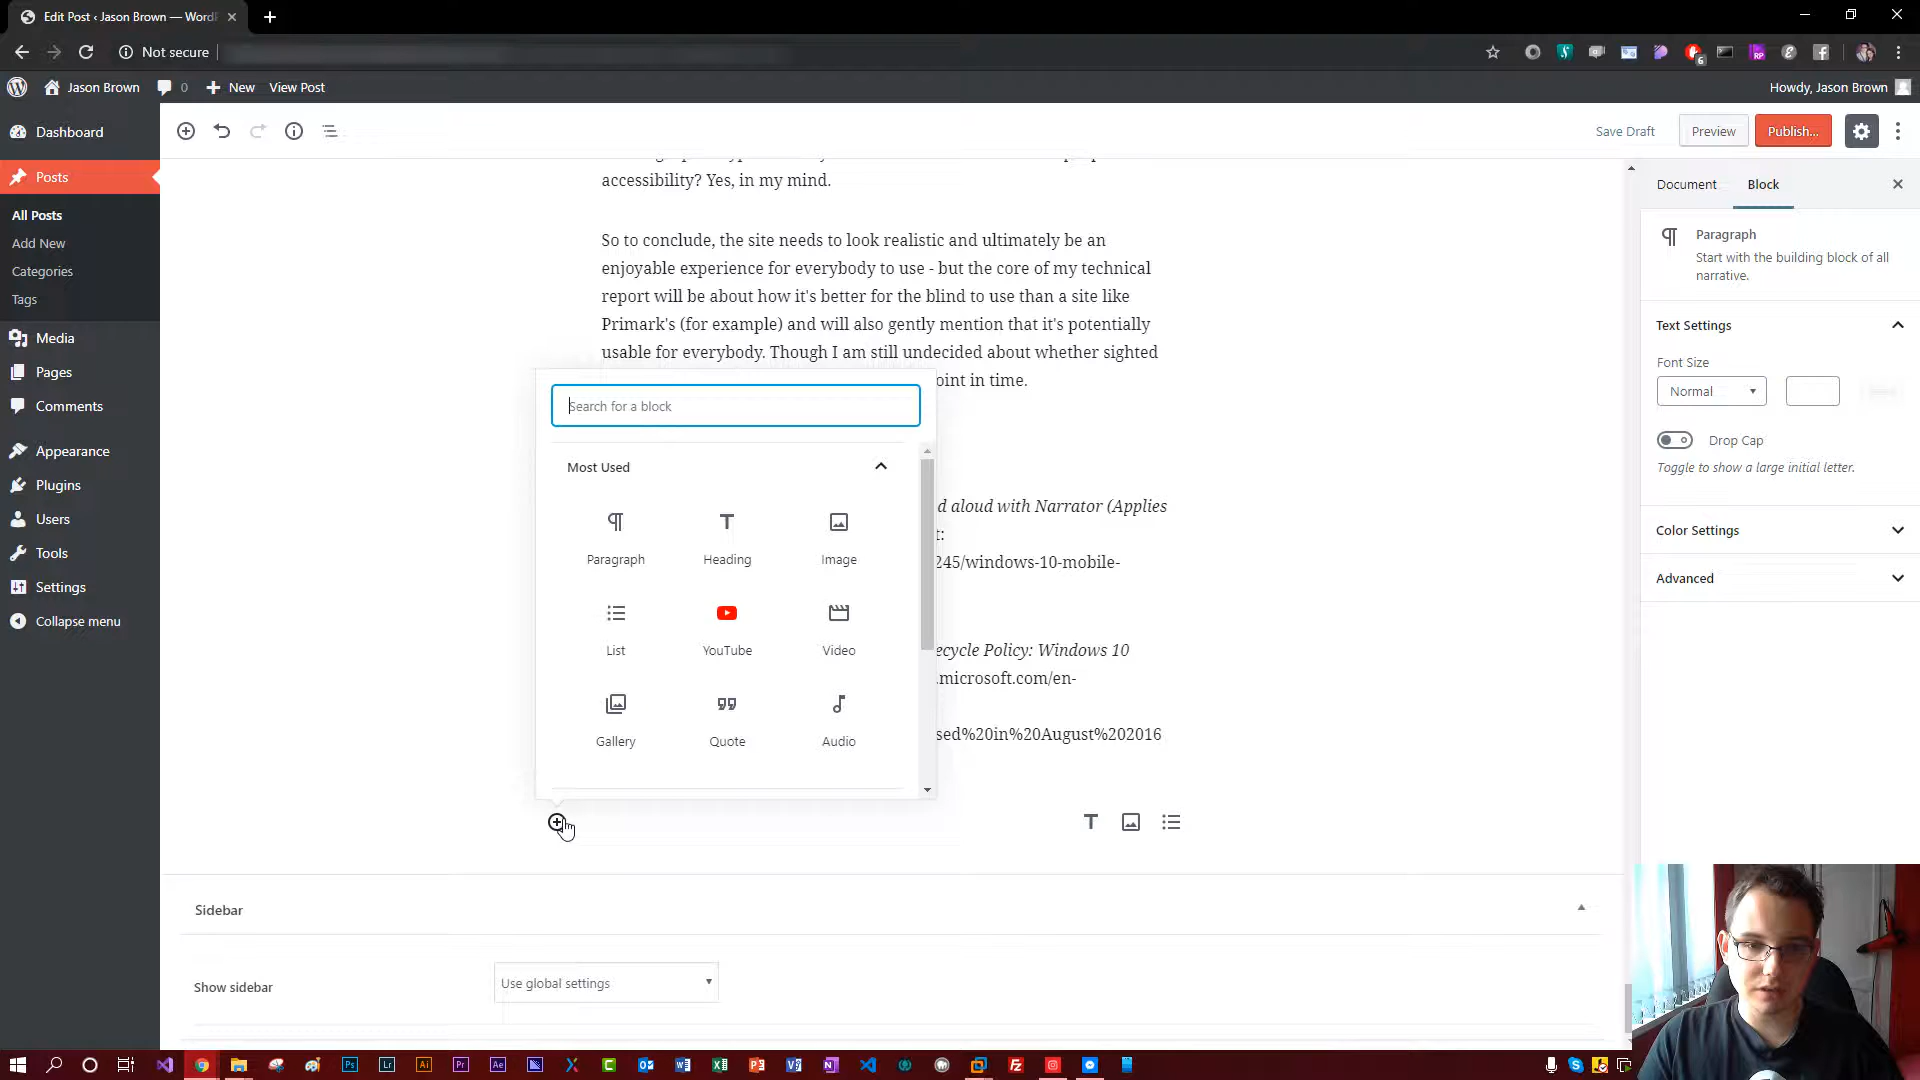 Edit Post ‹ Jason Brown — WordP
Not secure
6
Jason Brown
0
New
View Post
Howdy, Jason Brown
Dashboard
Posts
All Posts
Add New
Categories
Tags
Media
Pages
Comments
Appearance
Plugins
Users
Tools
Settings
Collapse menu
Save Draft
Preview
Publish...
accessibility? Yes, in my mind.
So to conclude, the site needs to look realistic and ultimately be an
enjoyable experience for everybody to use - but the core of my technical
report will be about how it's better for the blind to use than a site like
Primark's (for example) and will also gently mention that it's potentially
usable for everybody. Though I am still undecided about whether sighted
oint in time.
Search for a block
Most Used
Paragraph
Heading
Image
List
YouTube
Video
Gallery
Quote
Audio
d aloud with Narrator (Applies
t:
245/windows-10-mobile-
ecycle Policy: Windows 10
.microsoft.com/en-
sed%20in%20August%202016
Sidebar
Show sidebar
Use global settings
Document
Block
Paragraph
Start with the building block of all
narrative.
Text Settings
Font Size
Normal
Drop Cap
Toggle to show a large initial letter.
Color Settings
Advanced